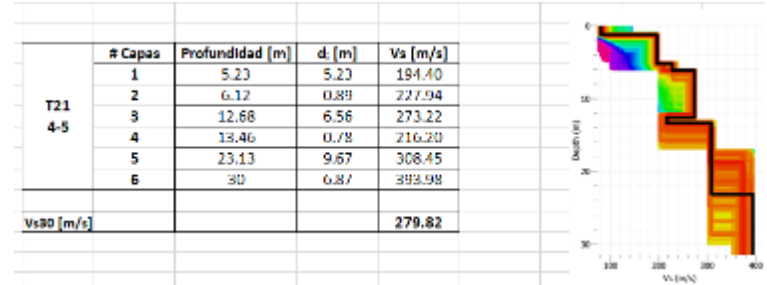 # Capas Profundidad [m] dᵢ [m] Vs [m/s]
T21 4-5
1 5.23 5.23 194.40
2 6.12 0.89 227.94
3 12.68 6.56 273.22
4 13.46 0.78 216.20
5 23.13 9.67 308.45
6 30 6.87 393.98
Vs30 [m/s] 279.82
0
10
20
30
Depth (m)
100 200 300 400
Vs (m/s)